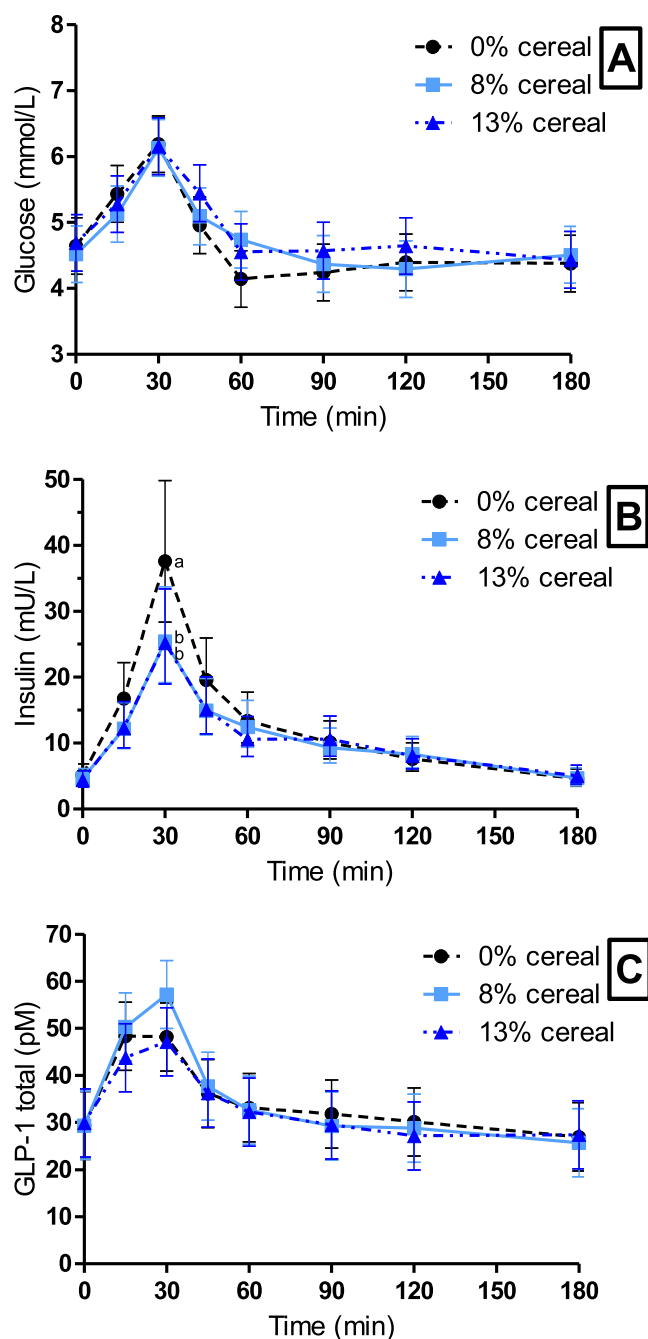 A
0% cereal
8% cereal
13% cereal
Glucose (mmol/L)
8
7
6
5
4
3
0 30 60 90 120 150 180
Time (min)
B
0% cereal
8% cereal
13% cereal
Insulin (mU/L)
50
40
30
20
10
0
a
b
b
0 30 60 90 120 150 180
Time (min)
C
0% cereal
8% cereal
13% cereal
GLP-1 total (pM)
70
60
50
40
30
20
10
0
0 30 60 90 120 150 180
Time (min)